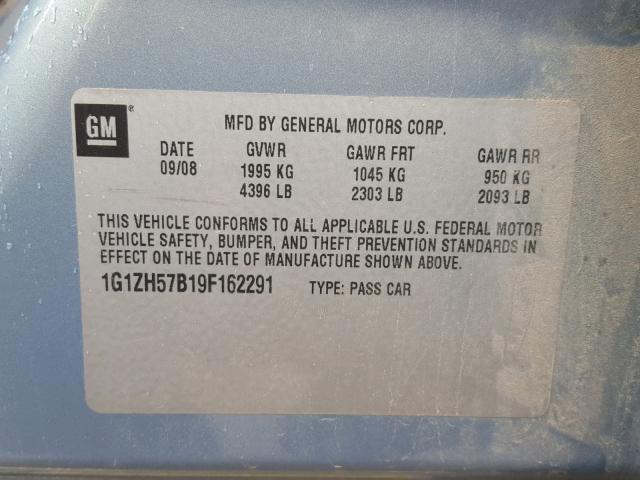 GM®
MFD BY GENERAL MOTORS CORP.
DATE GVWR GAWR FRT GAWR RR
09/08 1995 KG 1045 KG 950 KG
4396 LB 2303 LB 2093 LB
THIS VEHICLE CONFORMS TO ALL APPLICABLE U.S. FEDERAL MOTOR
VEHICLE SAFETY, BUMPER, AND THEFT PREVENTION STANDARDS IN
EFFECT ON THE DATE OF MANUFACTURE SHOWN ABOVE.
1G1ZH57B19F162291 TYPE: PASS CAR